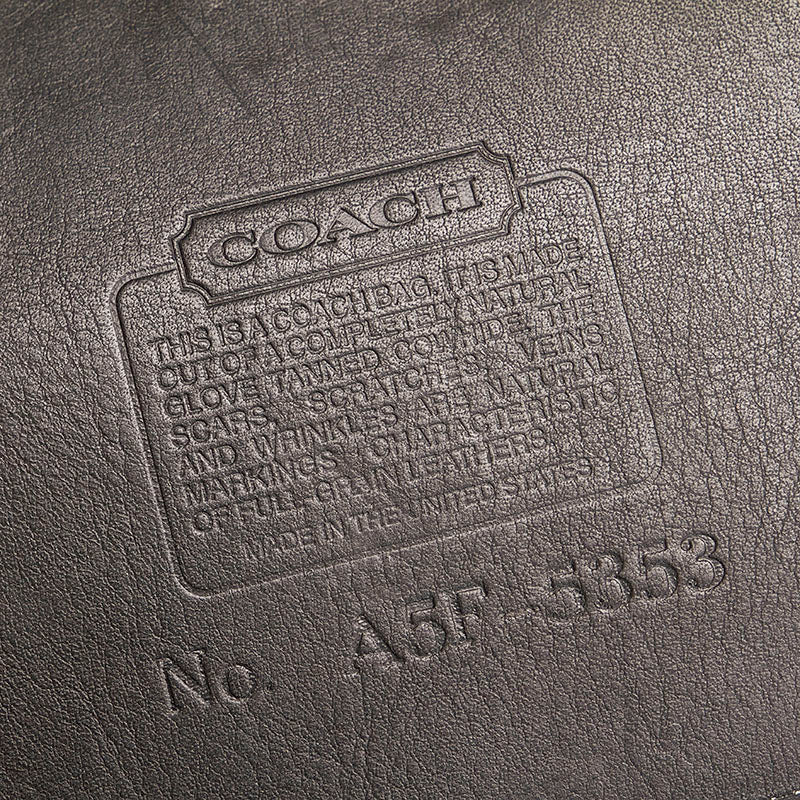 COACH
THIS IS A COACH BAG. IT IS MADE
OUT OF A COMPLETELY NATURAL
GLOVE TANNED COWHIDE. THE
SCARS, SCRATCHES, VEINS
AND WRINKLES ARE NATURAL
MARKINGS CHARACTERISTIC
OF FULL-GRAIN LEATHERS.
MADE IN THE UNITED STATES
No. A5F-5353